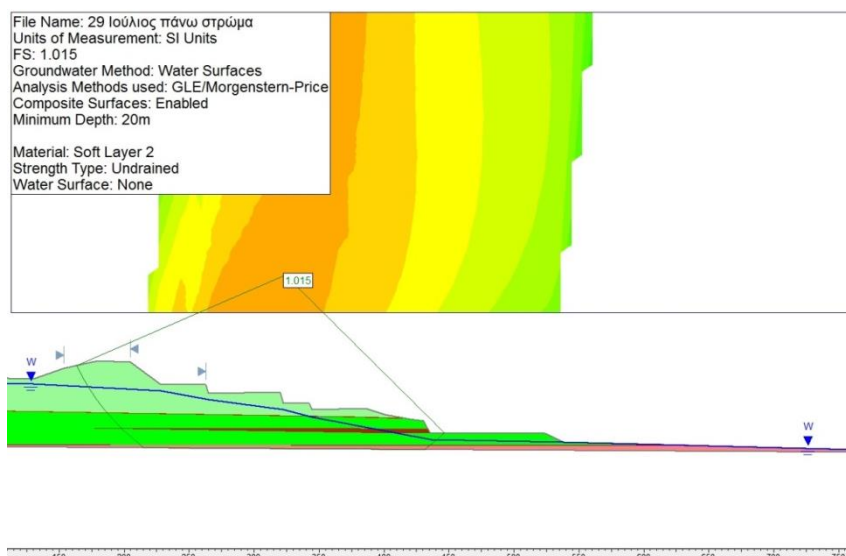 File Name: 29 Ιούλιος πάνω στρώμα
Units of Measurement: SI Units
FS: 1.015
Groundwater Method: Water Surfaces
Analysis Methods used: GLE/Morgenstern-Price
Composite Surfaces: Enabled
Minimum Depth: 20m
Material: Soft Layer 2
Strength Type: Undrained
Water Surface: None
1.015
W
W